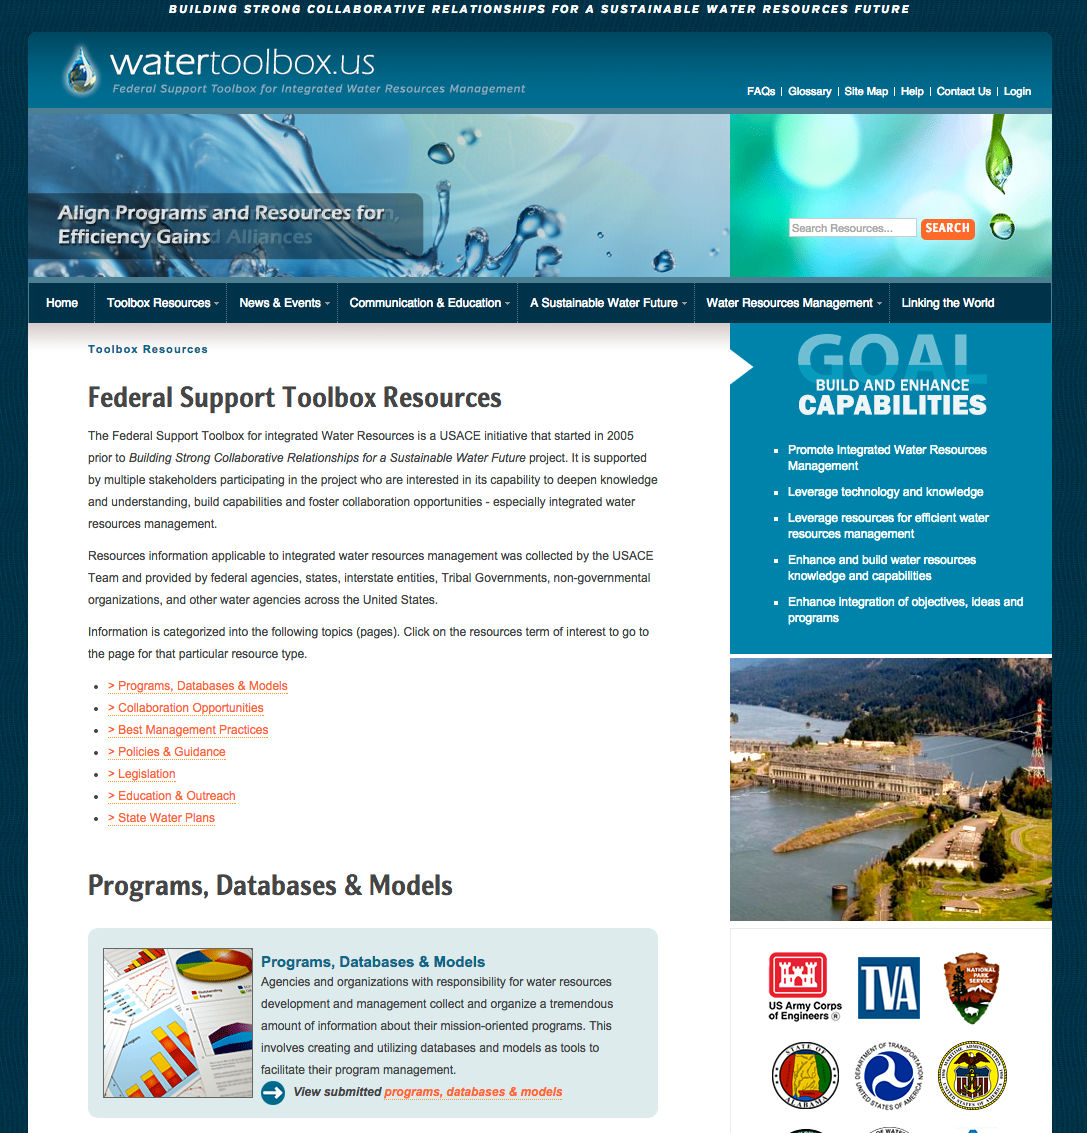 BUILDING STRONG COLLABORATIVE RELATIONSHIPS FOR A SUSTAINABLE WATER RESOURCES FUTURE
watertoolbox.us
Federal Support Toolbox for Integrated Water Resources Management
FAQs | Glossary | Site Map | Help | Contact Us | Login
Align Programs and Resources for
Efficiency Gains
d Alliances
Search Resources...
SEARCH
Home
Toolbox Resources
News & Events
Communication & Education
A Sustainable Water Future
Water Resources Management
Linking the World
Toolbox Resources
Federal Support Toolbox Resources
The Federal Support Toolbox for integrated Water Resources is a USACE initiative that started in 2005
prior to Building Strong Collaborative Relationships for a Sustainable Water Future project. It is supported
by multiple stakeholders participating in the project who are interested in its capability to deepen knowledge
and understanding, build capabilities and foster collaboration opportunities - especially integrated water
resources management.
Resources information applicable to integrated water resources management was collected by the USACE
Team and provided by federal agencies, states, interstate entities, Tribal Governments, non-governmental
organizations, and other water agencies across the United States.
Information is categorized into the following topics (pages). Click on the resources term of interest to go to
the page for that particular resource type.
> Programs, Databases & Models
> Collaboration Opportunities
> Best Management Practices
> Policies & Guidance
> Legislation
> Education & Outreach
> State Water Plans
Programs, Databases & Models
Programs, Databases & Models
Agencies and organizations with responsibility for water resources
development and management collect and organize a tremendous
amount of information about their mission-oriented programs. This
involves creating and utilizing databases and models as tools to
facilitate their program management.
View submitted programs, databases & models
GOAL
BUILD AND ENHANCE
CAPABILITIES
Promote Integrated Water Resources
Management
Leverage technology and knowledge
Leverage resources for efficient water
resources management
Enhance and build water resources
knowledge and capabilities
Enhance integration of objectives, ideas and
programs
US Army Corps
of Engineers ®
TVA
NATIONAL
PARK
SERVICE
STATE OF
ALABAMA
DEPARTMENT OF TRANSPORTATION
UNITED STATES OF AMERICA
MARITIME ADMINISTRATION
UNITED STATES OF AMERICA